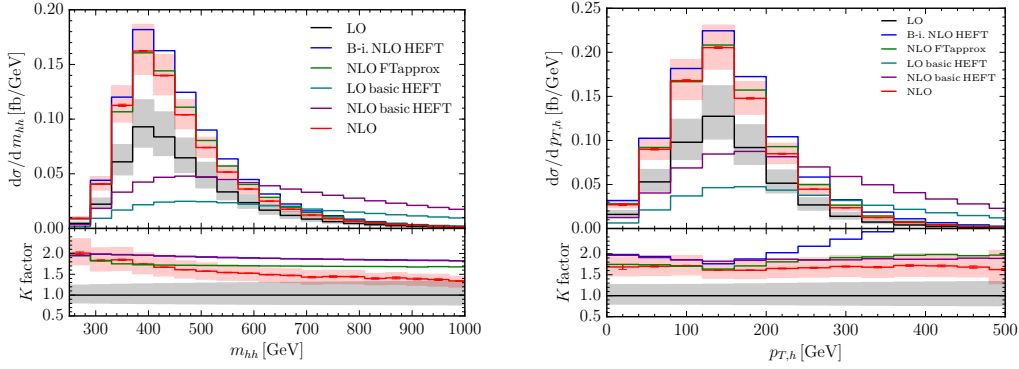 LO
B-i. NLO HEFT
NLO FTapprox
LO basic HEFT
NLO basic HEFT
NLO
0.20
0.15
0.10
0.05
0.00
dσ/d m_hh [fb/GeV]
2.0
1.5
1.0
K factor
300 400 500 600 700 800 900 1000
m_hh [GeV]
LO
B-i. NLO HEFT
NLO FTapprox
LO basic HEFT
NLO basic HEFT
NLO
0.25
0.20
0.15
0.10
0.05
0.00
dσ/d p_T,h [fb/GeV]
2.0
1.5
1.0
K factor
0 100 200 300 400 500
p_T,h [GeV]